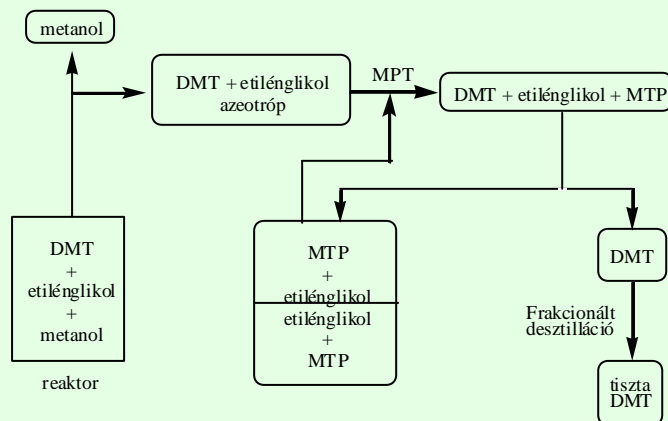 metanol
DMT + etilénglikol
azeotróp
MPT
DMT + etilénglikol + MTP
DMT
+
etilénglikol
+
metanol
reaktor
MTP
+
etilénglikol
etilénglikol
+
MTP
DMT
Frakcionált
desztilláció
tiszta
DMT